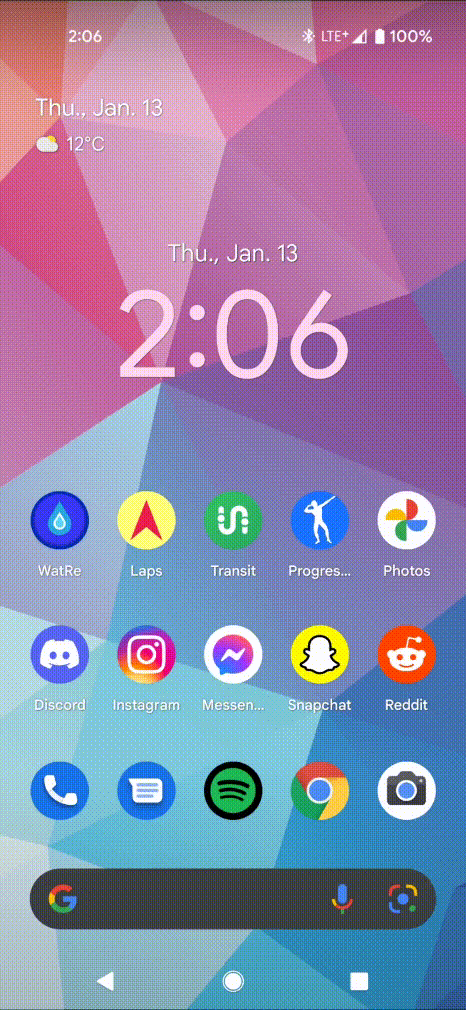 2:06 LTE+ 100%
Thu., Jan. 13
12°C
Thu., Jan. 13
2:06
WatRe Laps Transit Progres... Photos
Discord Instagram Messen... Snapchat Reddit